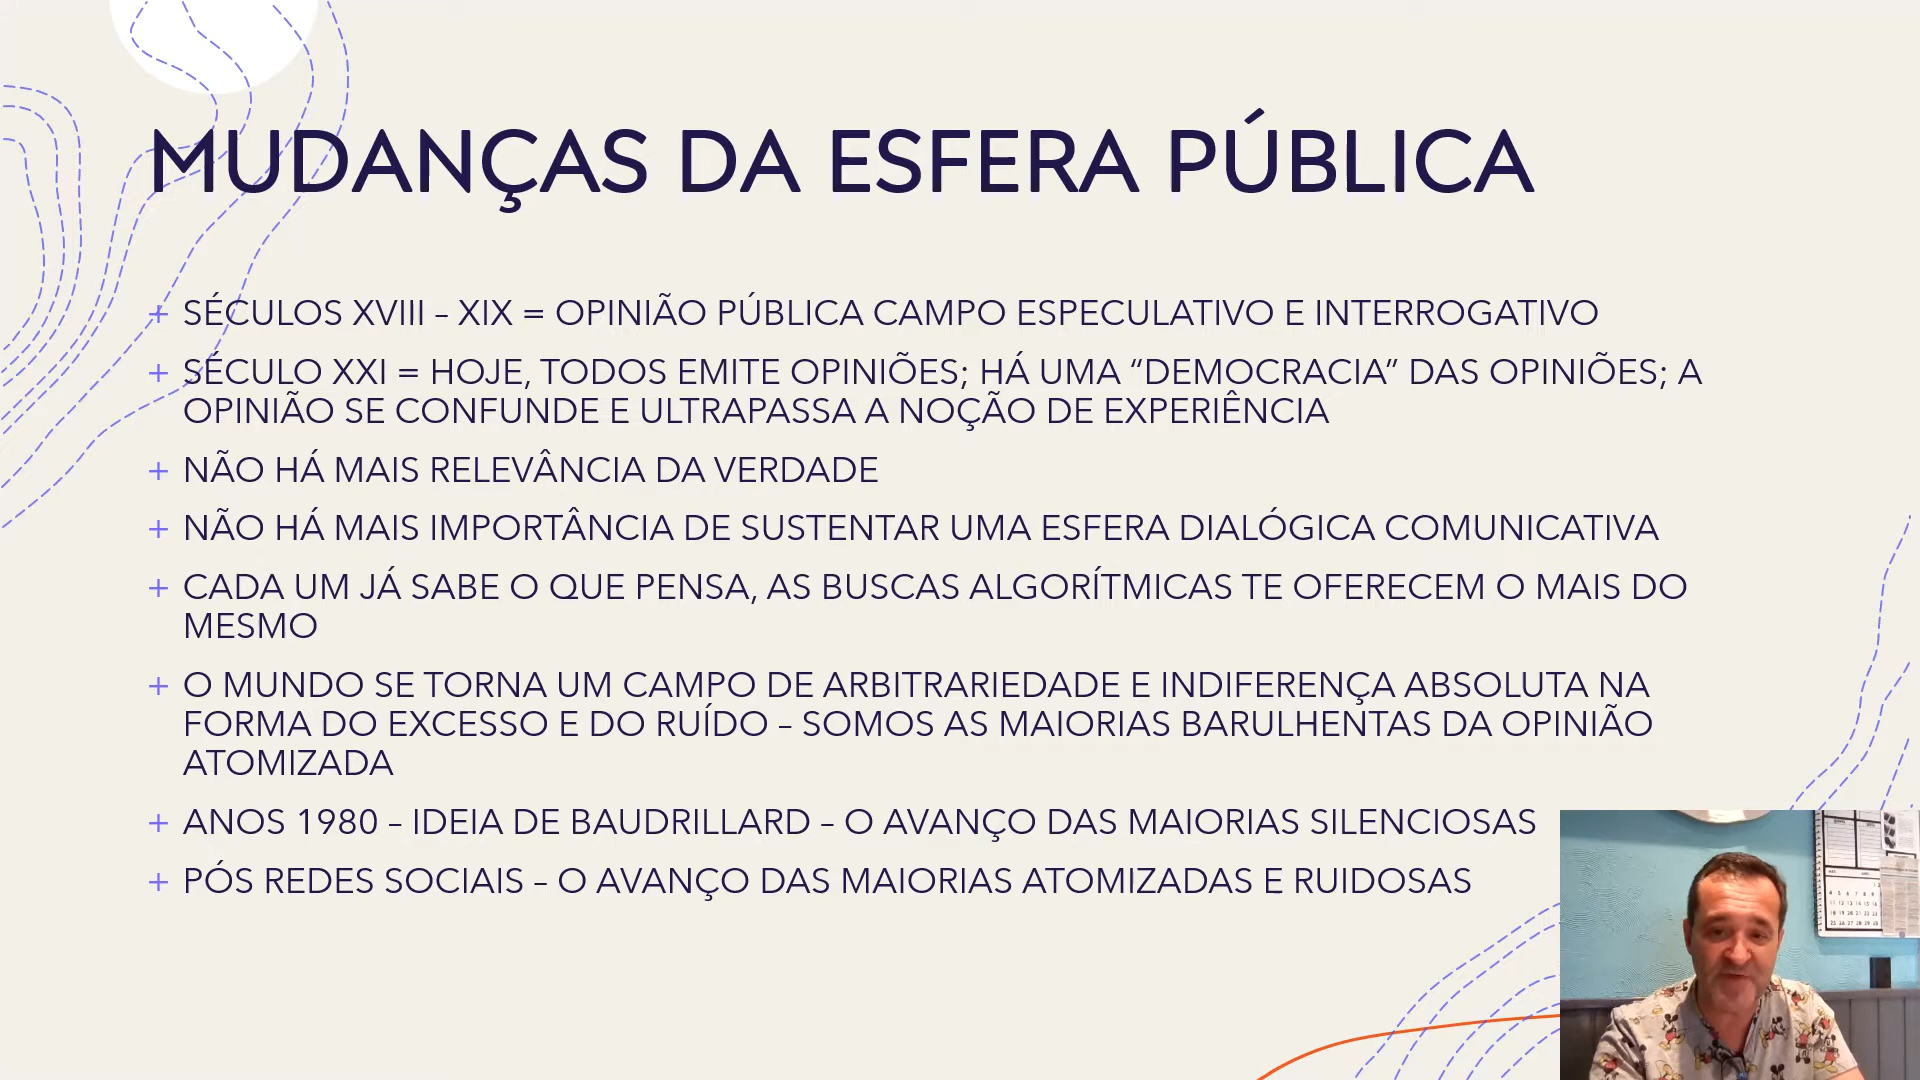 MUDANÇAS DA ESFERA PÚBLICA
+ SÉCULOS XVIII – XIX = OPINIÃO PÚBLICA CAMPO ESPECULATIVO E INTERROGATIVO
+ SÉCULO XXI = HOJE, TODOS EMITE OPINIÕES; HÁ UMA “DEMOCRACIA” DAS OPINIÕES; A
OPINIÃO SE CONFUNDE E ULTRAPASSA A NOÇÃO DE EXPERIÊNCIA
+ NÃO HÁ MAIS RELEVÂNCIA DA VERDADE
+ NÃO HÁ MAIS IMPORTÂNCIA DE SUSTENTAR UMA ESFERA DIALÓGICA COMUNICATIVA
+ CADA UM JÁ SABE O QUE PENSA, AS BUSCAS ALGORÍTMICAS TE OFERECEM O MAIS DO
MESMO
+ O MUNDO SE TORNA UM CAMPO DE ARBITRARIEDADE E INDIFERENÇA ABSOLUTA NA
FORMA DO EXCESSO E DO RUÍDO – SOMOS AS MAIORIAS BARULHENTAS DA OPINIÃO
ATOMIZADA
+ ANOS 1980 – IDEIA DE BAUDRILLARD – O AVANÇO DAS MAIORIAS SILENCIOSAS
+ PÓS REDES SOCIAIS – O AVANÇO DAS MAIORIAS ATOMIZADAS E RUIDOSAS